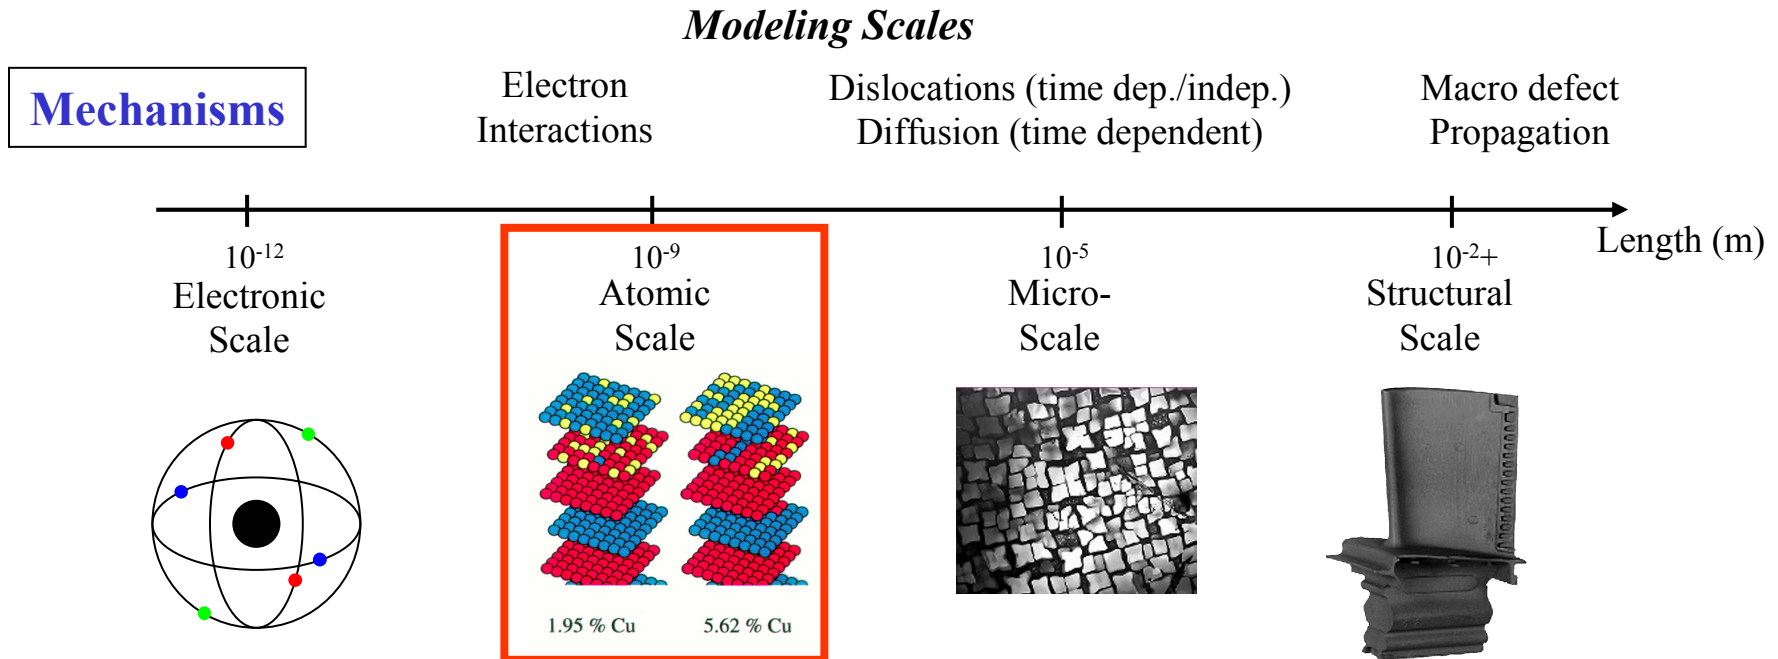 Modeling Scales
Mechanisms
Electron
Interactions
Dislocations (time dep./indep.)
Diffusion (time dependent)
Macro defect
Propagation
Length (m)
10⁻¹²
Electronic
Scale
10⁻⁹
Atomic
Scale
10⁻⁵
Micro-
Scale
10⁻²+
Structural
Scale
1.95 % Cu
5.62 % Cu